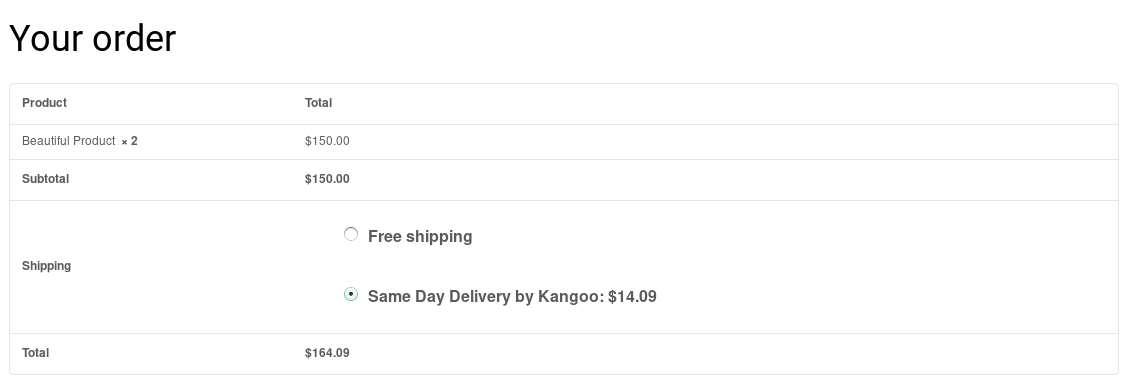 Your order
Product Total
Beautiful Product × 2 $150.00
Subtotal $150.00
Free shipping
Shipping
Same Day Delivery by Kangoo: $14.09
Total $164.09